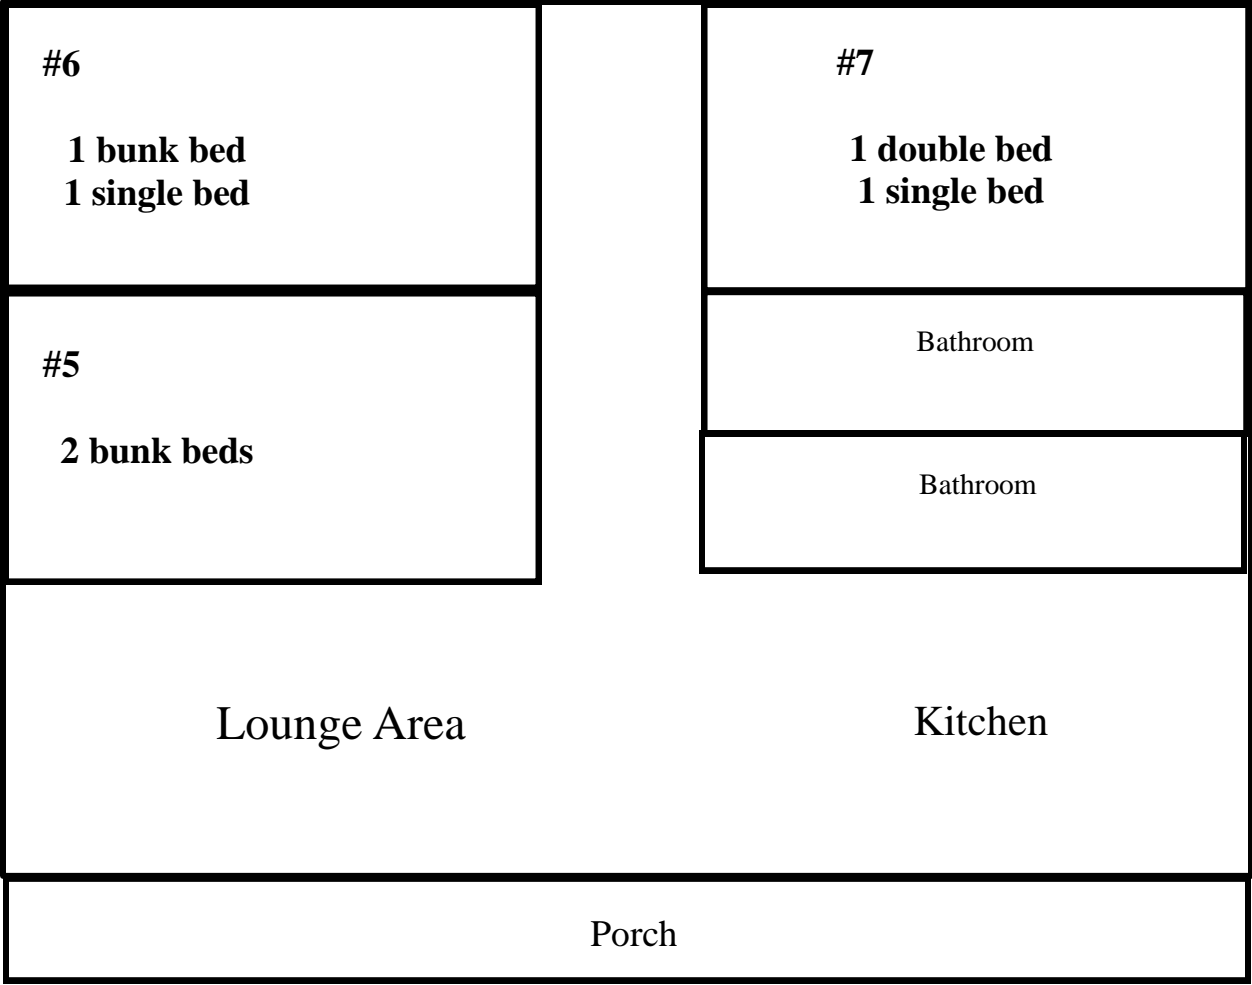 #6
1 bunk bed
1 single bed
#7
1 double bed
1 single bed
#5
2 bunk beds
Bathroom
Bathroom
Lounge Area
Kitchen
Porch